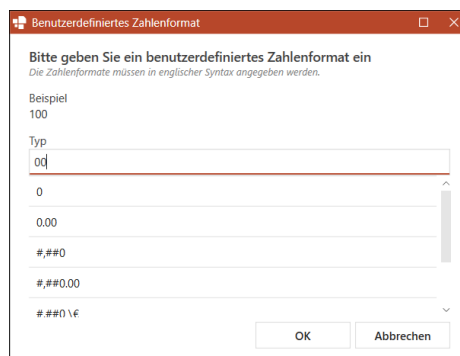 Benutzerdefiniertes Zahlenformat
Bitte geben Sie ein benutzerdefiniertes Zahlenformat ein
Die Zahlenformate müssen in englischer Syntax angegeben werden.
Beispiel
100
Typ
00
0
0.00
#,##0
#,##0.00
#,##0 \€
OK Abbrechen